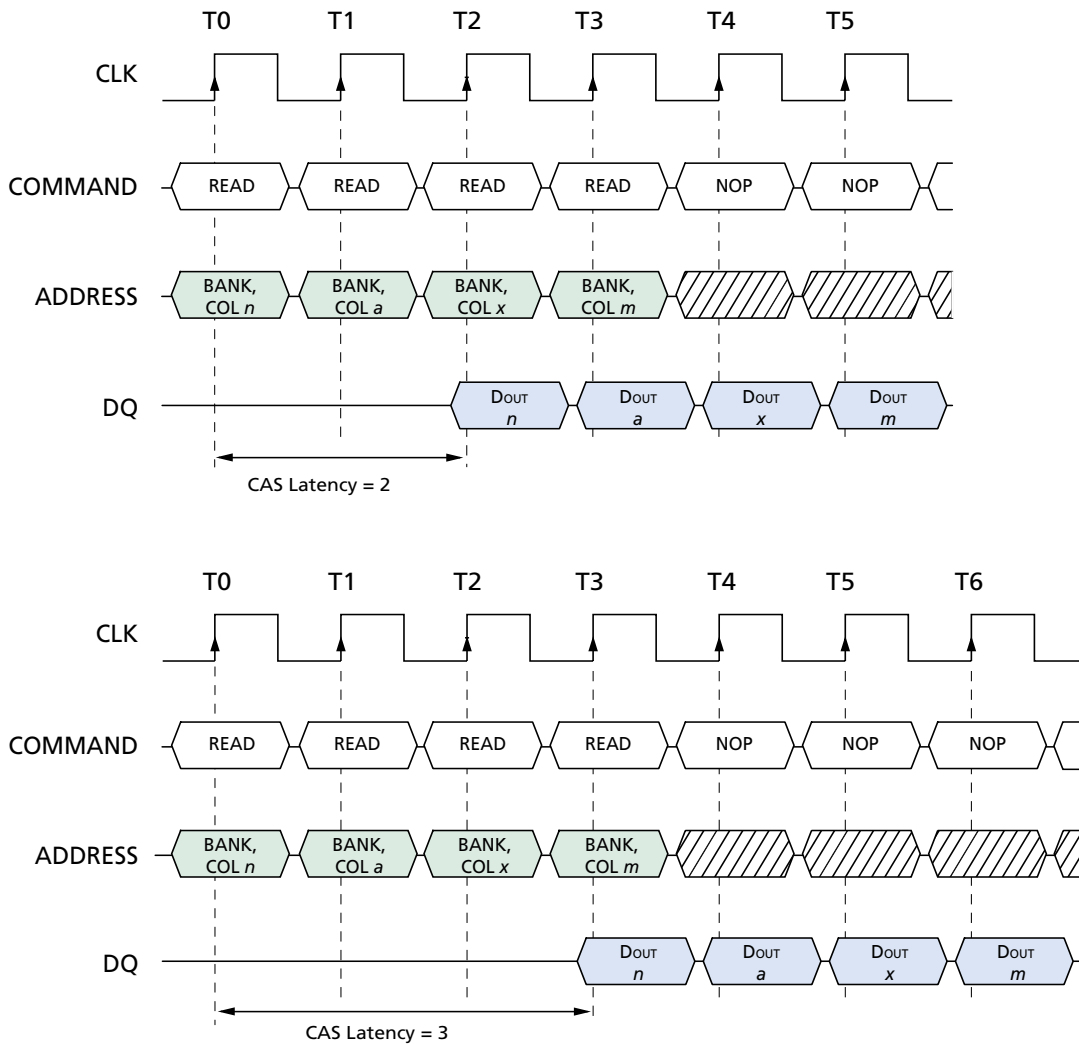 T0 T1 T2 T3 T4 T5
CLK
COMMAND READ READ READ READ NOP NOP
ADDRESS BANK, COL n BANK, COL a BANK, COL x BANK, COL m
DQ DOUT n DOUT a DOUT x DOUT m
CAS Latency = 2
T0 T1 T2 T3 T4 T5 T6
CLK
COMMAND READ READ READ READ NOP NOP NOP
ADDRESS BANK, COL n BANK, COL a BANK, COL x BANK, COL m
DQ DOUT n DOUT a DOUT x DOUT m
CAS Latency = 3